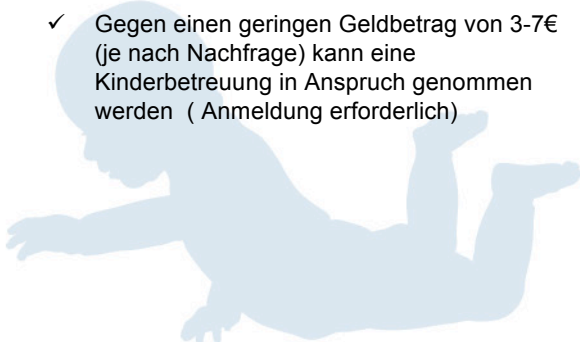 ✓ Gegen einen geringen Geldbetrag von 3-7€
(je nach Nachfrage) kann eine
Kinderbetreuung in Anspruch genommen
werden ( Anmeldung erforderlich)